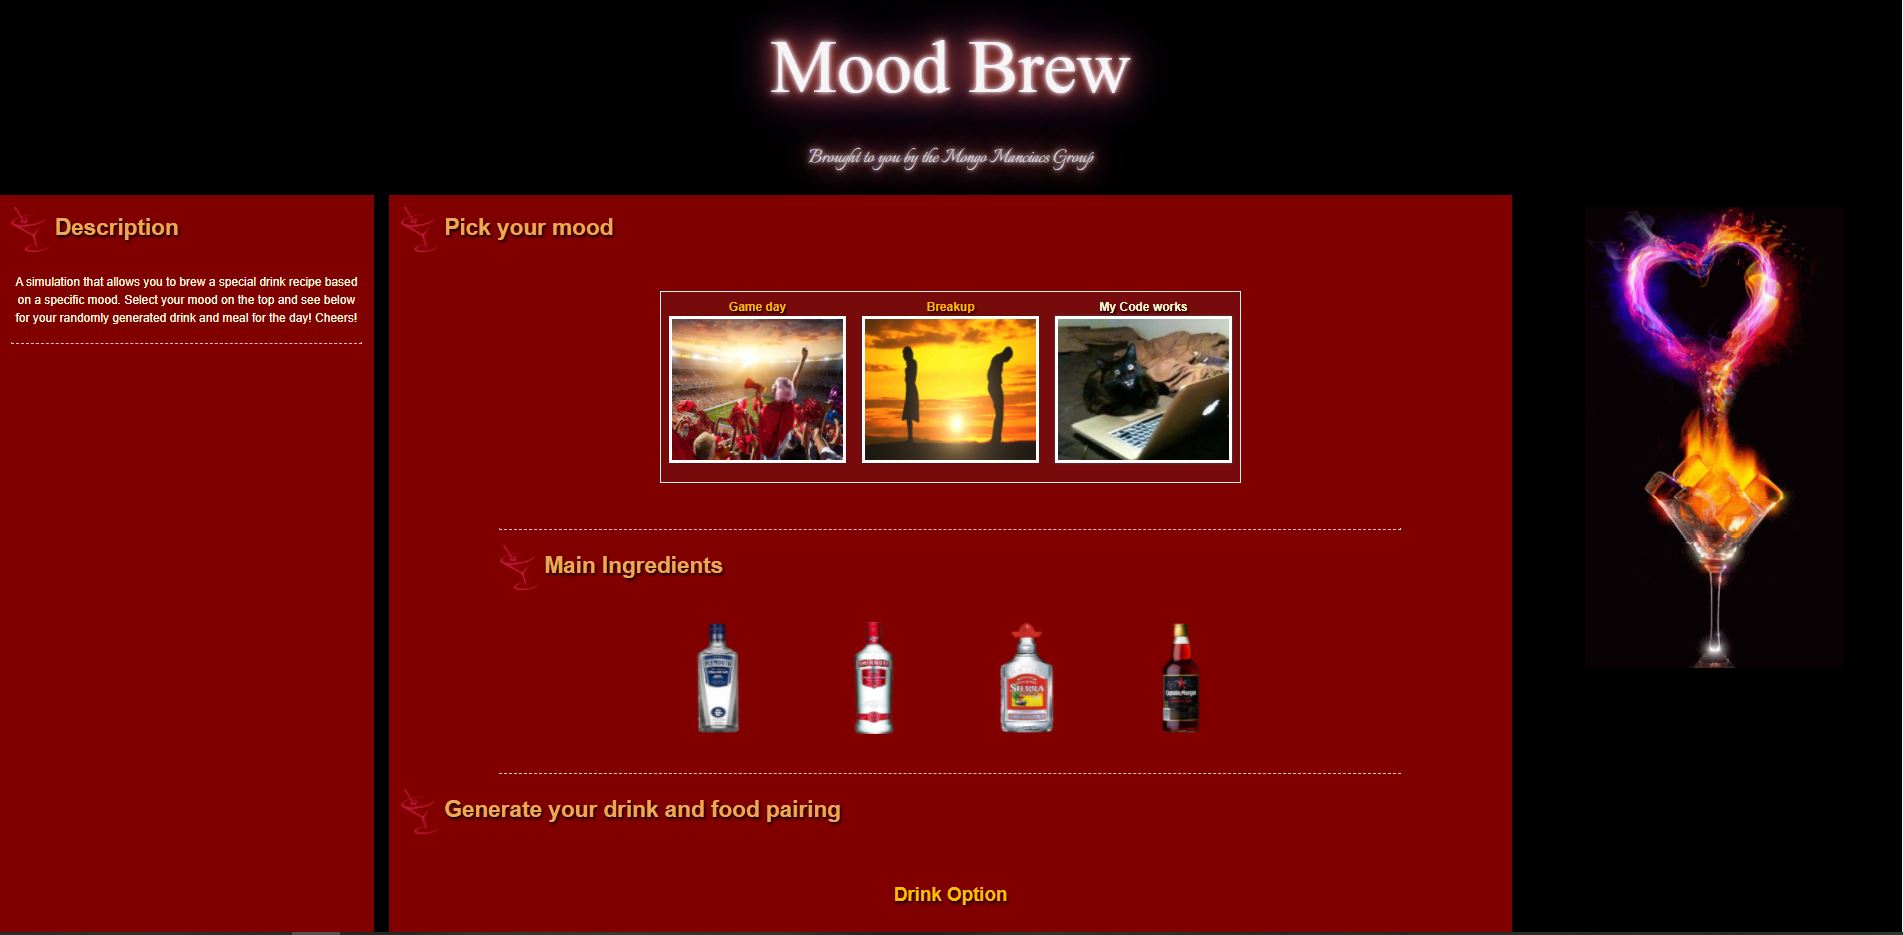 Mood Brew
Brought to you by the Mongo Manciacs Group
Description
A simulation that allows you to brew a special drink recipe based
on a specific mood. Select your mood on the top and see below
for your randomly generated drink and meal for the day! Cheers!
Pick your mood
Game day
Breakup
My Code works
Main Ingredients
PLYMOUTH
SMIRNOFF
SIERRA
Captain Morgan
Generate your drink and food pairing
Drink Option